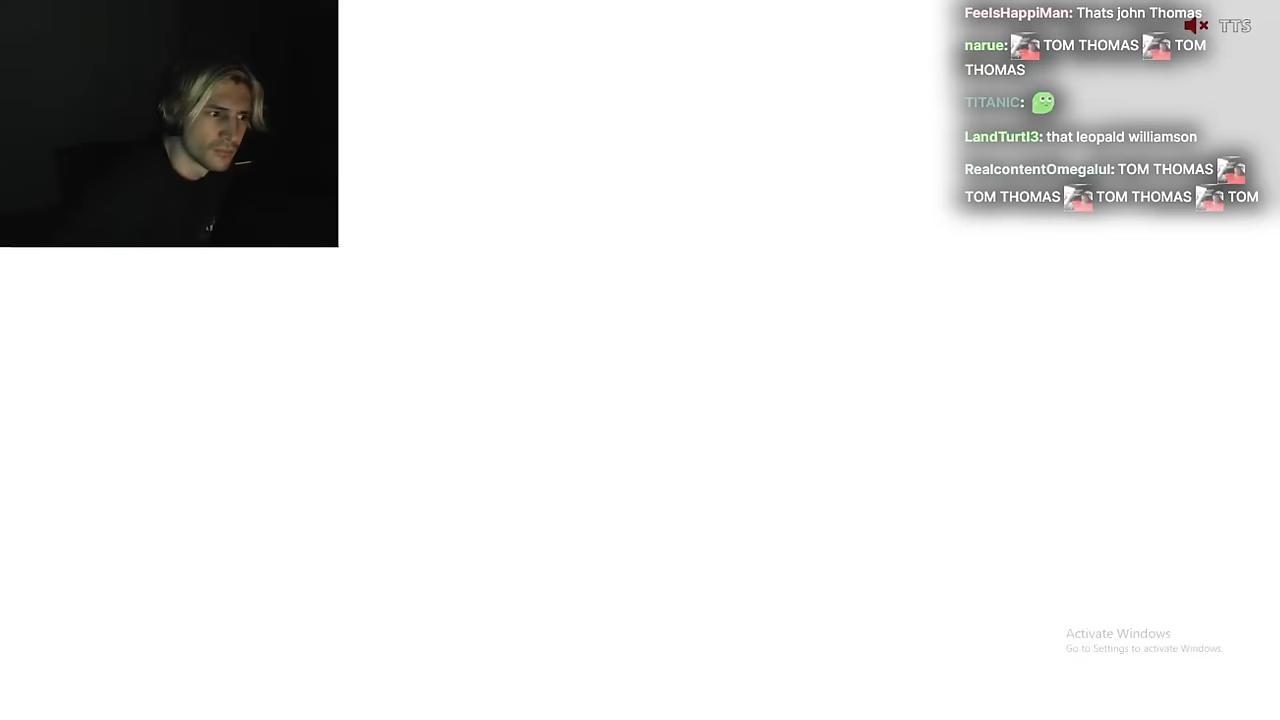 FeelsHappiMan: Thats john Thomas
TTS
narue: TOM THOMAS TOM
THOMAS
TITANIC:
LandTurtl3: that leopald williamson
RealcontentOmegalul: TOM THOMAS
TOM THOMAS TOM THOMAS TOM
Activate Windows
Go to Settings to activate Windows.